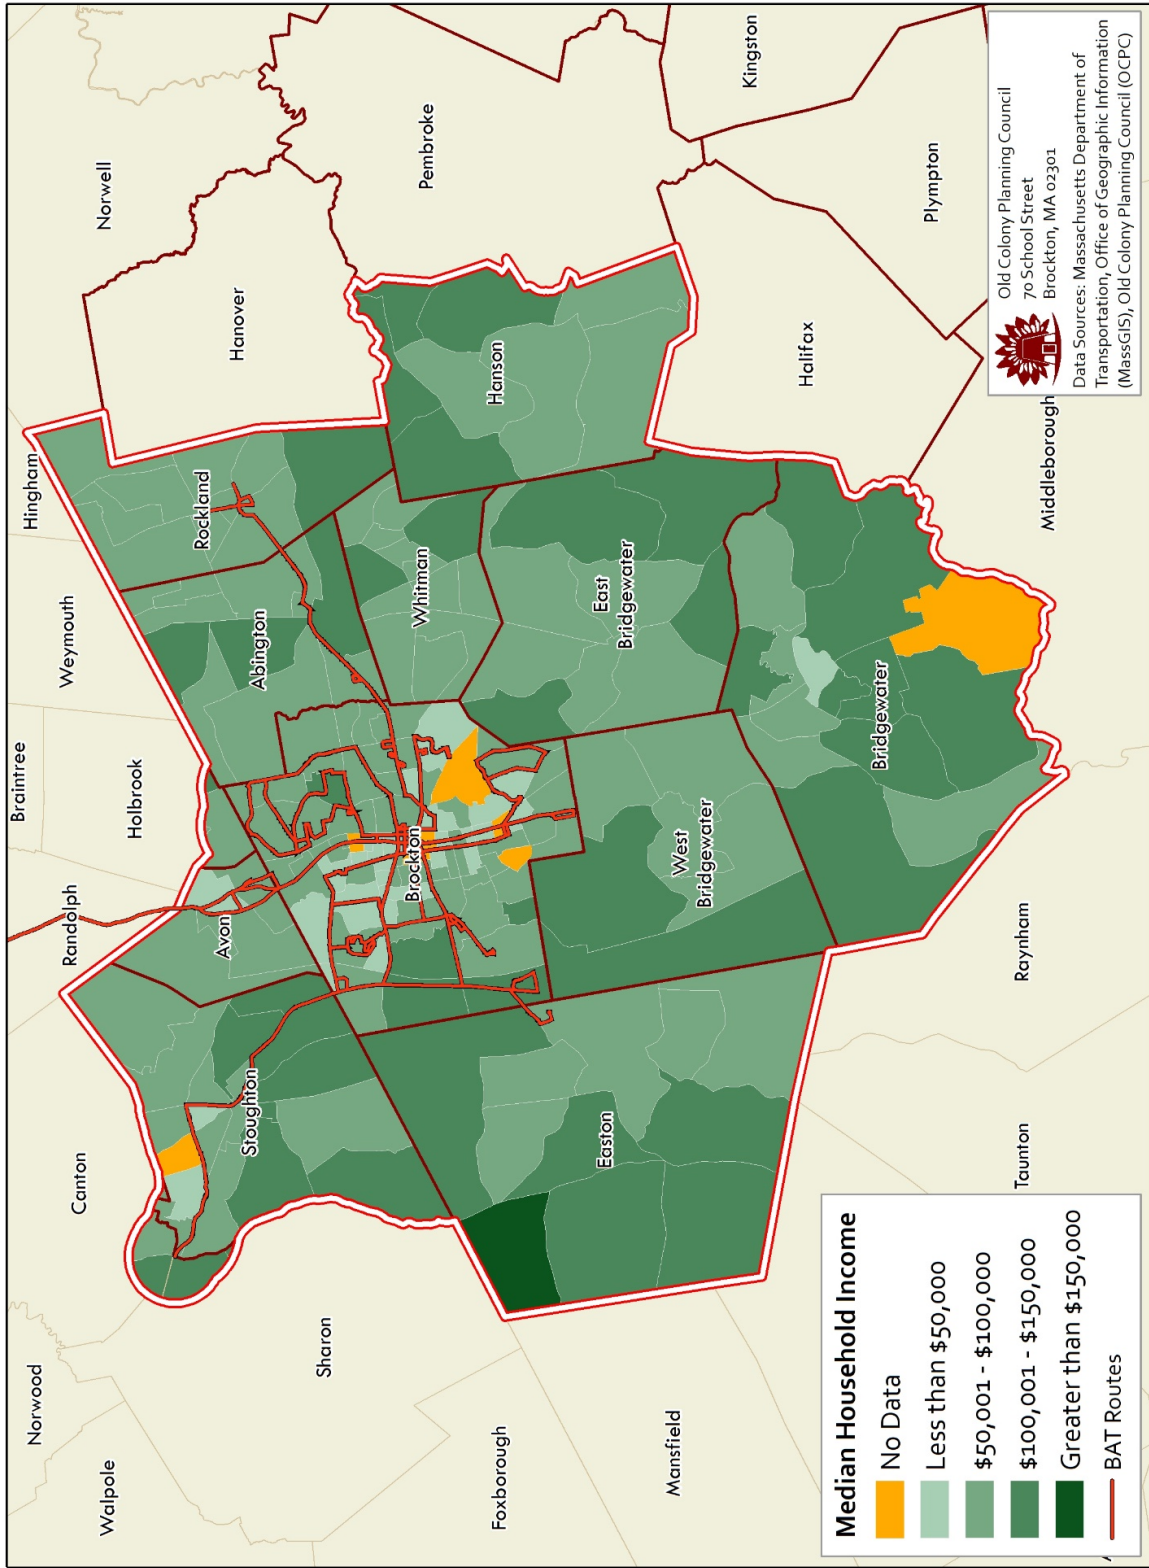 Norwood
Walpole
Canton
Sharon
Foxborough
Mansfield
Randolph
Braintree
Holbrook
Weymouth
Hingham
Norwell
Hanover
Pembroke
Kingston
Plympton
Halifax
Middleborough
Raynham
Taunton
Stoughton
Avon
Brockton
Abington
Rockland
Whitman
Hanson
Easton
West
Bridgewater
East
Bridgewater
Bridgewater
Median Household Income
No Data
Less than $50,000
$50,001 - $100,000
$100,001 - $150,000
Greater than $150,000
BAT Routes
Old Colony Planning Council
70 School Street
Brockton, MA 02301
Data Sources: Massachusetts Department of
Transportation, Office of Geographic Information
(MassGIS), Old Colony Planning Council (OCPC)